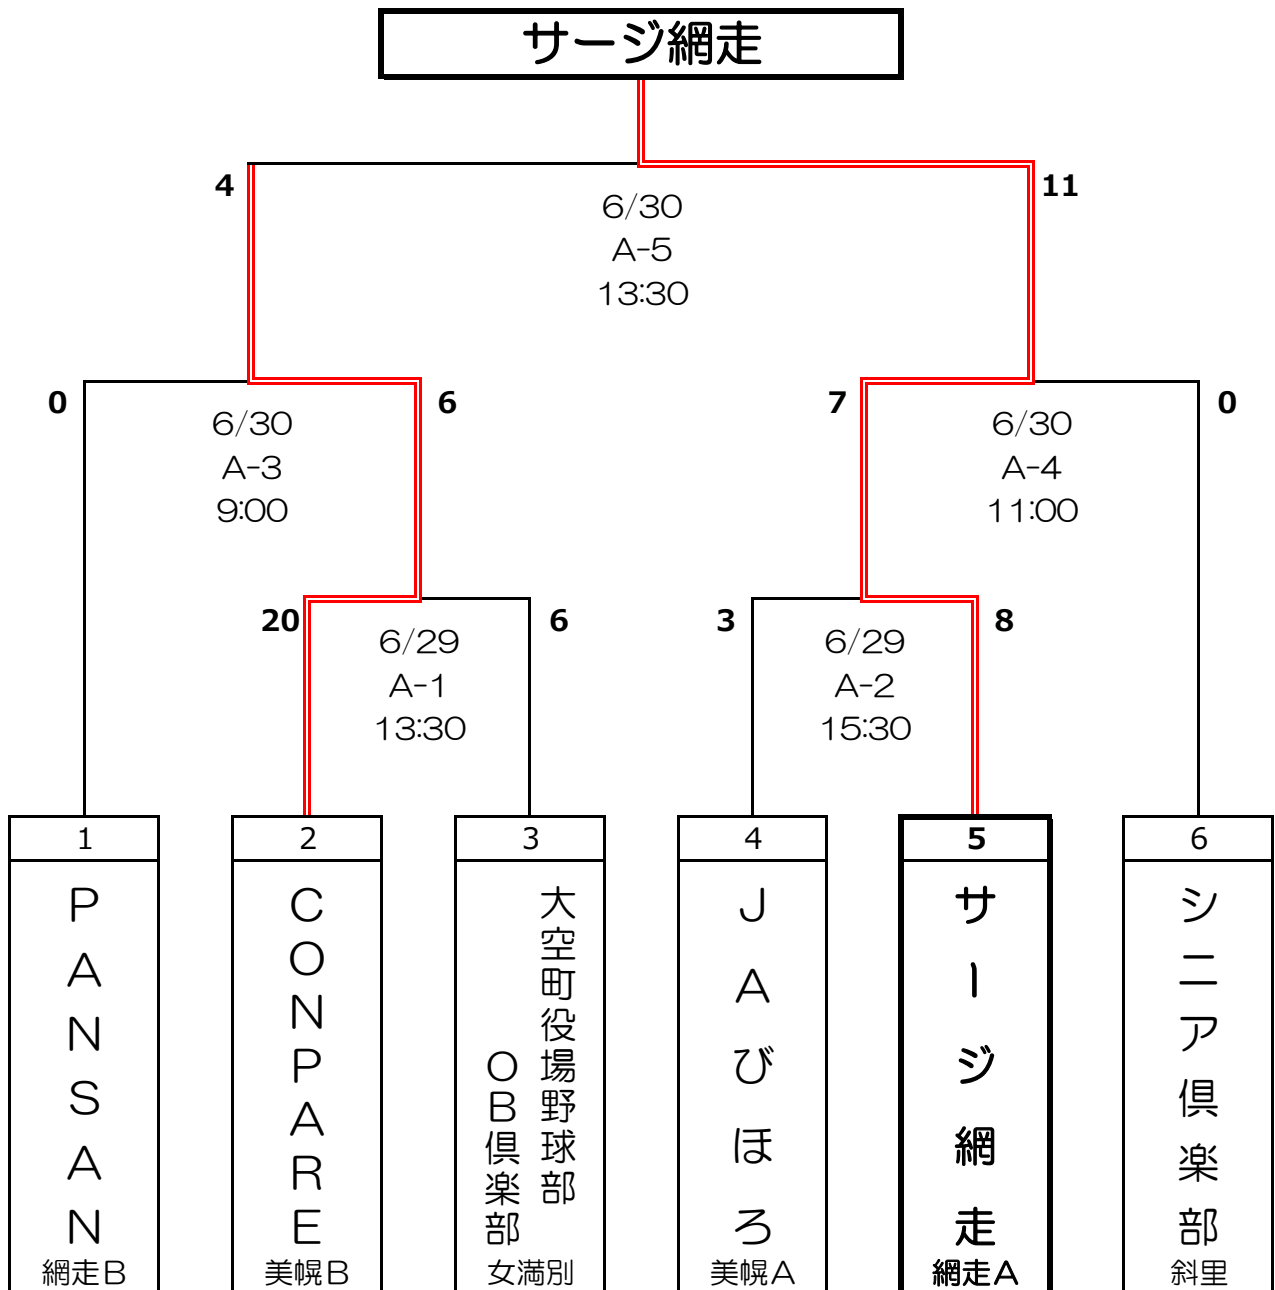 サージ網走
4
11
6/30
A-5
13:30
0
6
7
0
6/30
A-3
9:00
6/30
A-4
11:00
20
6
3
8
6/29
A-1
13:30
6/29
A-2
15:30
1
2
3
4
5
6
PANSAN
網走B
CONPARE
美幌B
大空町役場野球部
OB倶楽部
女満別
JAびほろ
美幌A
サージ網走
網走A
シニア倶楽部
斜里